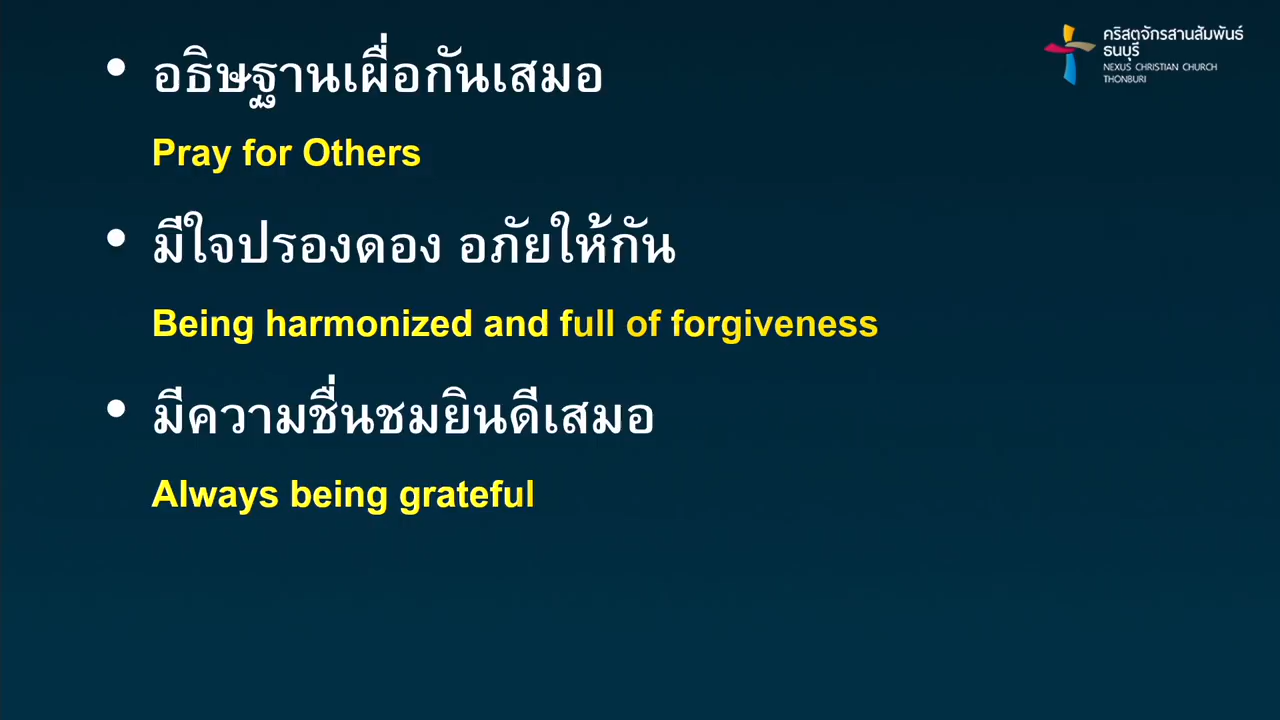 • อธิษฐานเผื่อกันเสมอ
Pray for Others
• มีใจปรองดอง อภัยให้กัน
Being harmonized and full of forgiveness
• มีความชื่นชมยินดีเสมอ
Always being grateful
คริสตจักรสานสัมพันธ์
ธนบุรี
NEXUS CHRISTIAN CHURCH
THONBURI